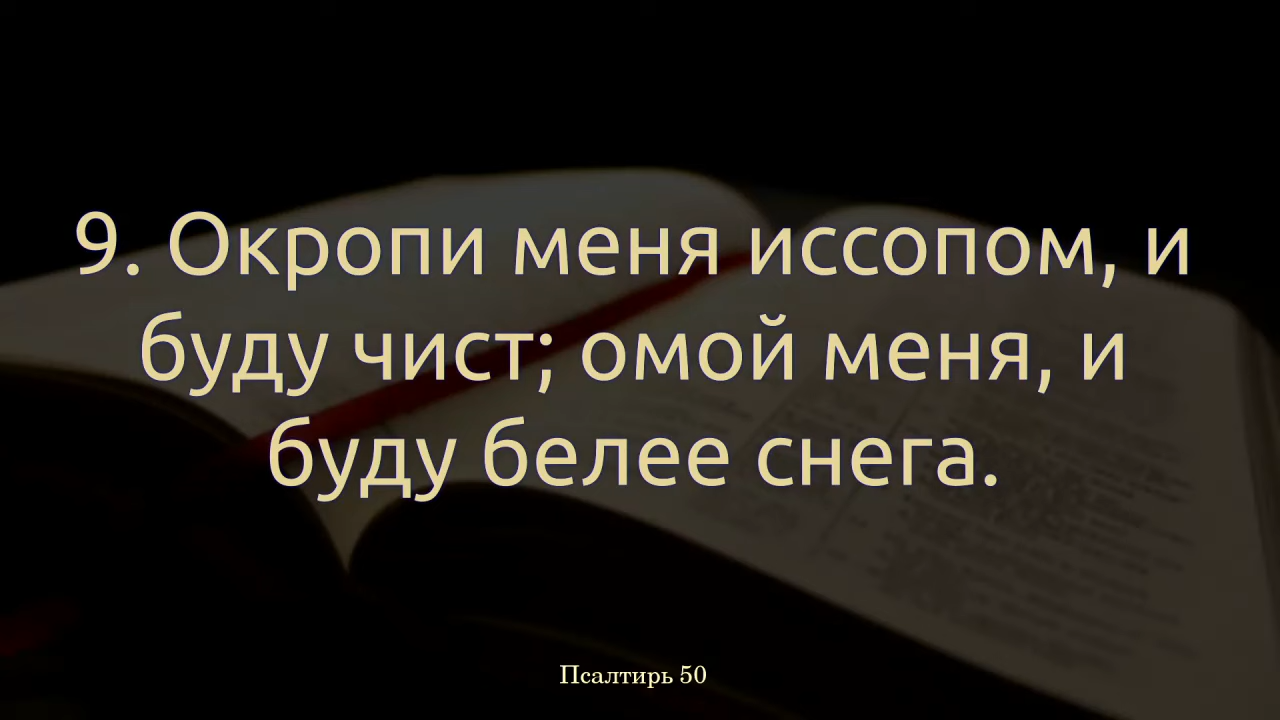 9. Окропи меня иссопом, и
буду чист; омой меня, и
буду белее снега.
Псалтирь 50